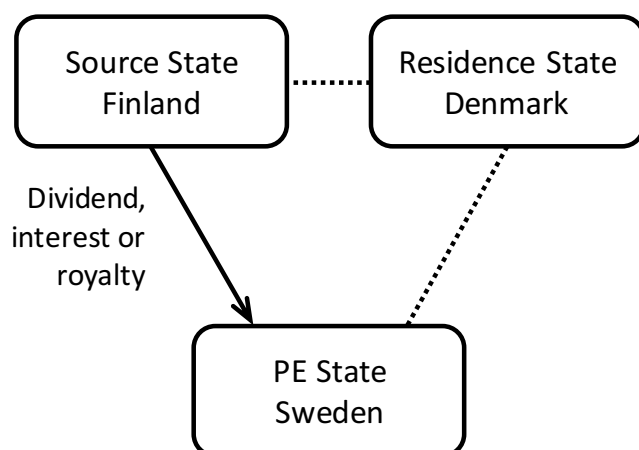 Source State
Finland
Residence State
Denmark
Dividend,
interest or
royalty
PE State
Sweden